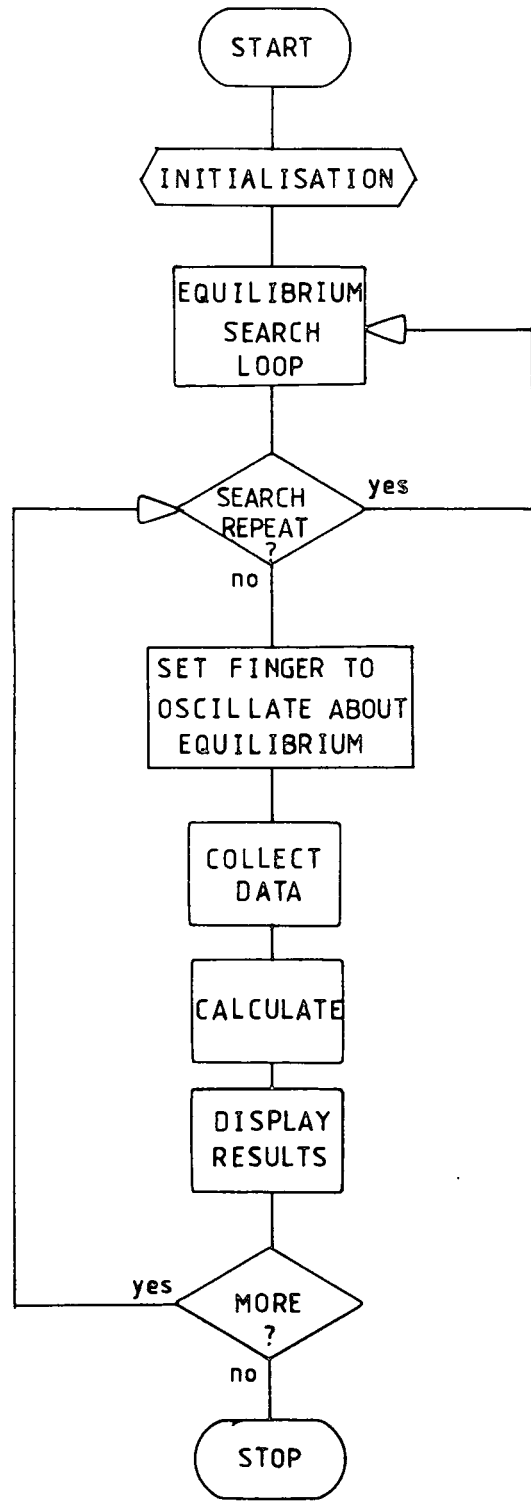 START
INITIALISATION
EQUILIBRIUM
SEARCH
LOOP
SEARCH
REPEAT
?
yes
no
SET FINGER TO
OSCILLATE ABOUT
EQUILIBRIUM
COLLECT
DATA
CALCULATE
DISPLAY
RESULTS
yes
MORE
?
no
STOP